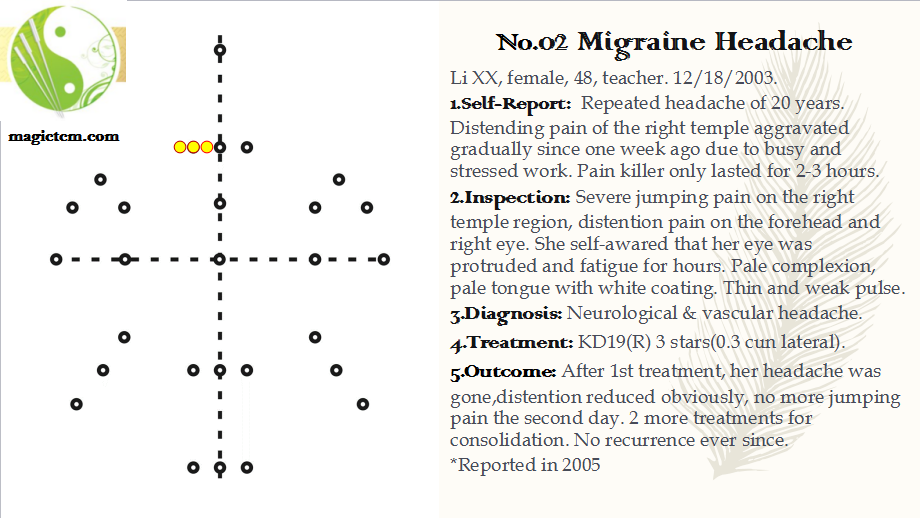 magictcm.com
No.02 Migraine Headache
Li XX, female, 48, teacher. 12/18/2003.
1.Self-Report: Repeated headache of 20 years.
Distending pain of the right temple aggravated
gradually since one week ago due to busy and
stressed work. Pain killer only lasted for 2-3 hours.
2.Inspection: Severe jumping pain on the right
temple region, distention pain on the forehead and
right eye. She self-awared that her eye was
protruded and fatigue for hours. Pale complexion,
pale tongue with white coating. Thin and weak pulse.
3.Diagnosis: Neurological & vascular headache.
4.Treatment: KD19(R) 3 stars(0.3 cun lateral).
5.Outcome: After 1st treatment, her headache was
gone,distention reduced obviously, no more jumping
pain the second day. 2 more treatments for
consolidation. No recurrence ever since.
*Reported in 2005